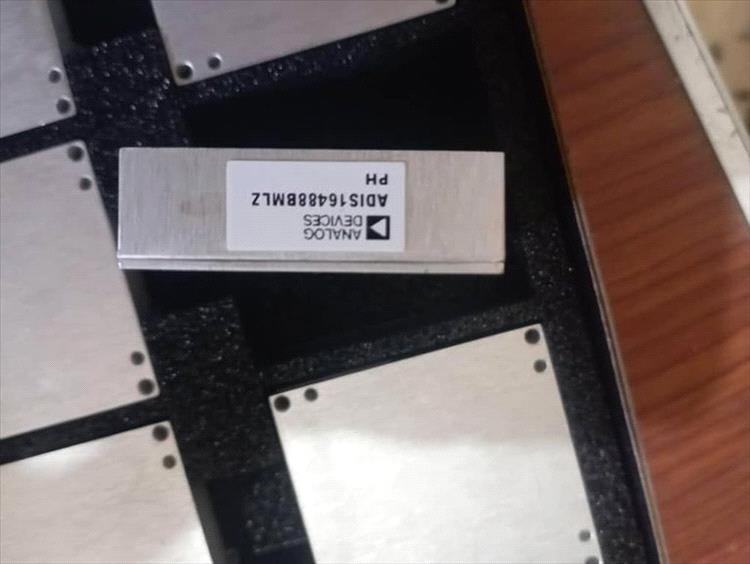 ANALOG
DEVICES
ADIS16488BMLZ
PH